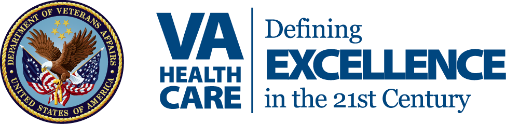 DEPARTMENT OF VETERANS AFFAIRS
UNITED STATES OF AMERICA
VA
HEALTH
CARE
Defining
EXCELLENCE
in the 21st Century